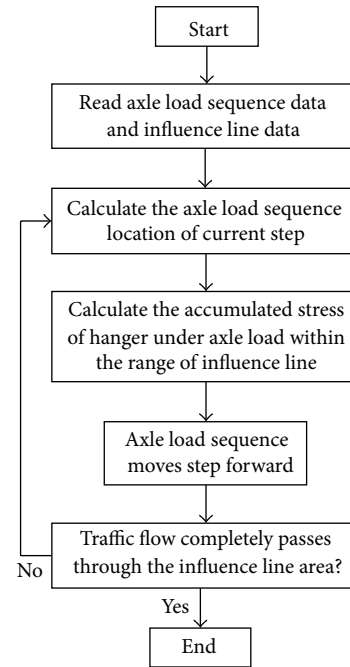 Start
Read axle load sequence data
and influence line data
Calculate the axle load sequence
location of current step
Calculate the accumulated stress
of hanger under axle load within
the range of influence line
Axle load sequence
moves step forward
Traffic flow completely passes
through the influence line area?
No
Yes
End